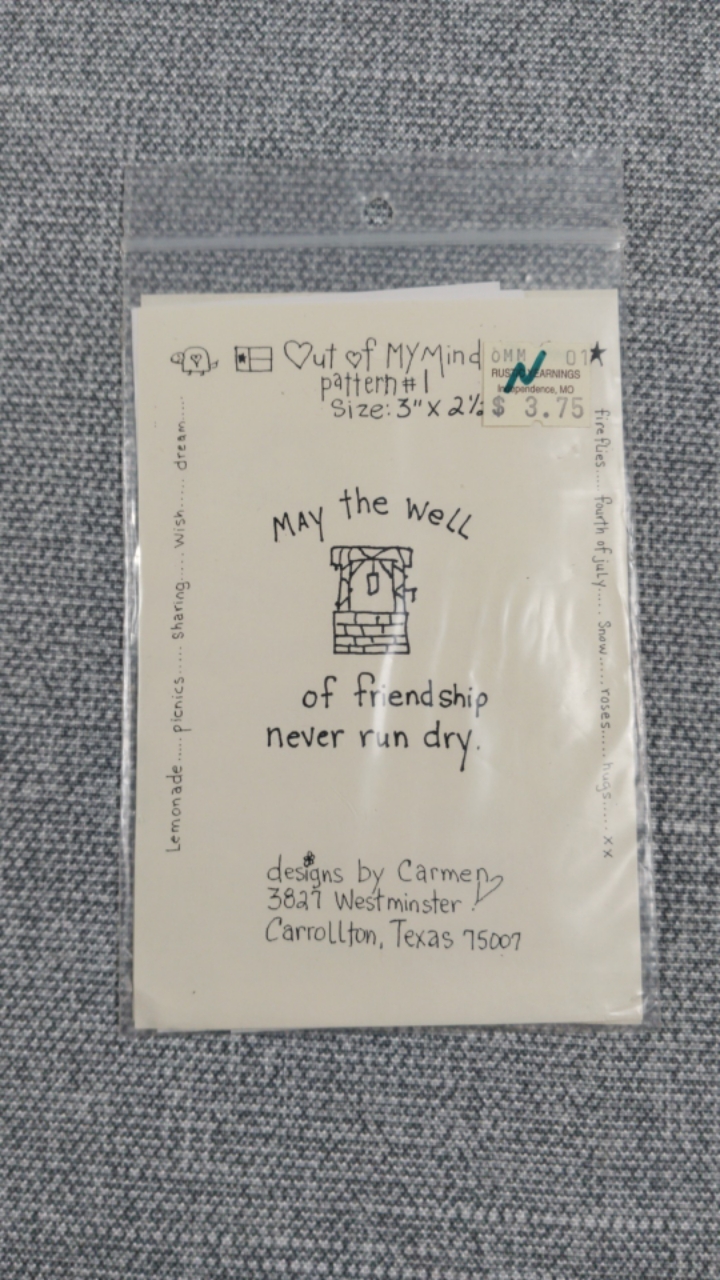 Out of My Mind
pattern #1
Size: 3" X 2½
OMM 01
Independence, MO
$ 3.75
Lemonade..... picnics..... Sharing..... Wish..... dream.....
fireflies..... fourth of july..... Snow..... roses..... hugs..... xx
MAY the Well
of friendship
never run dry.
designs by Carmen
3827 Westminster
Carrollton, Texas 75007